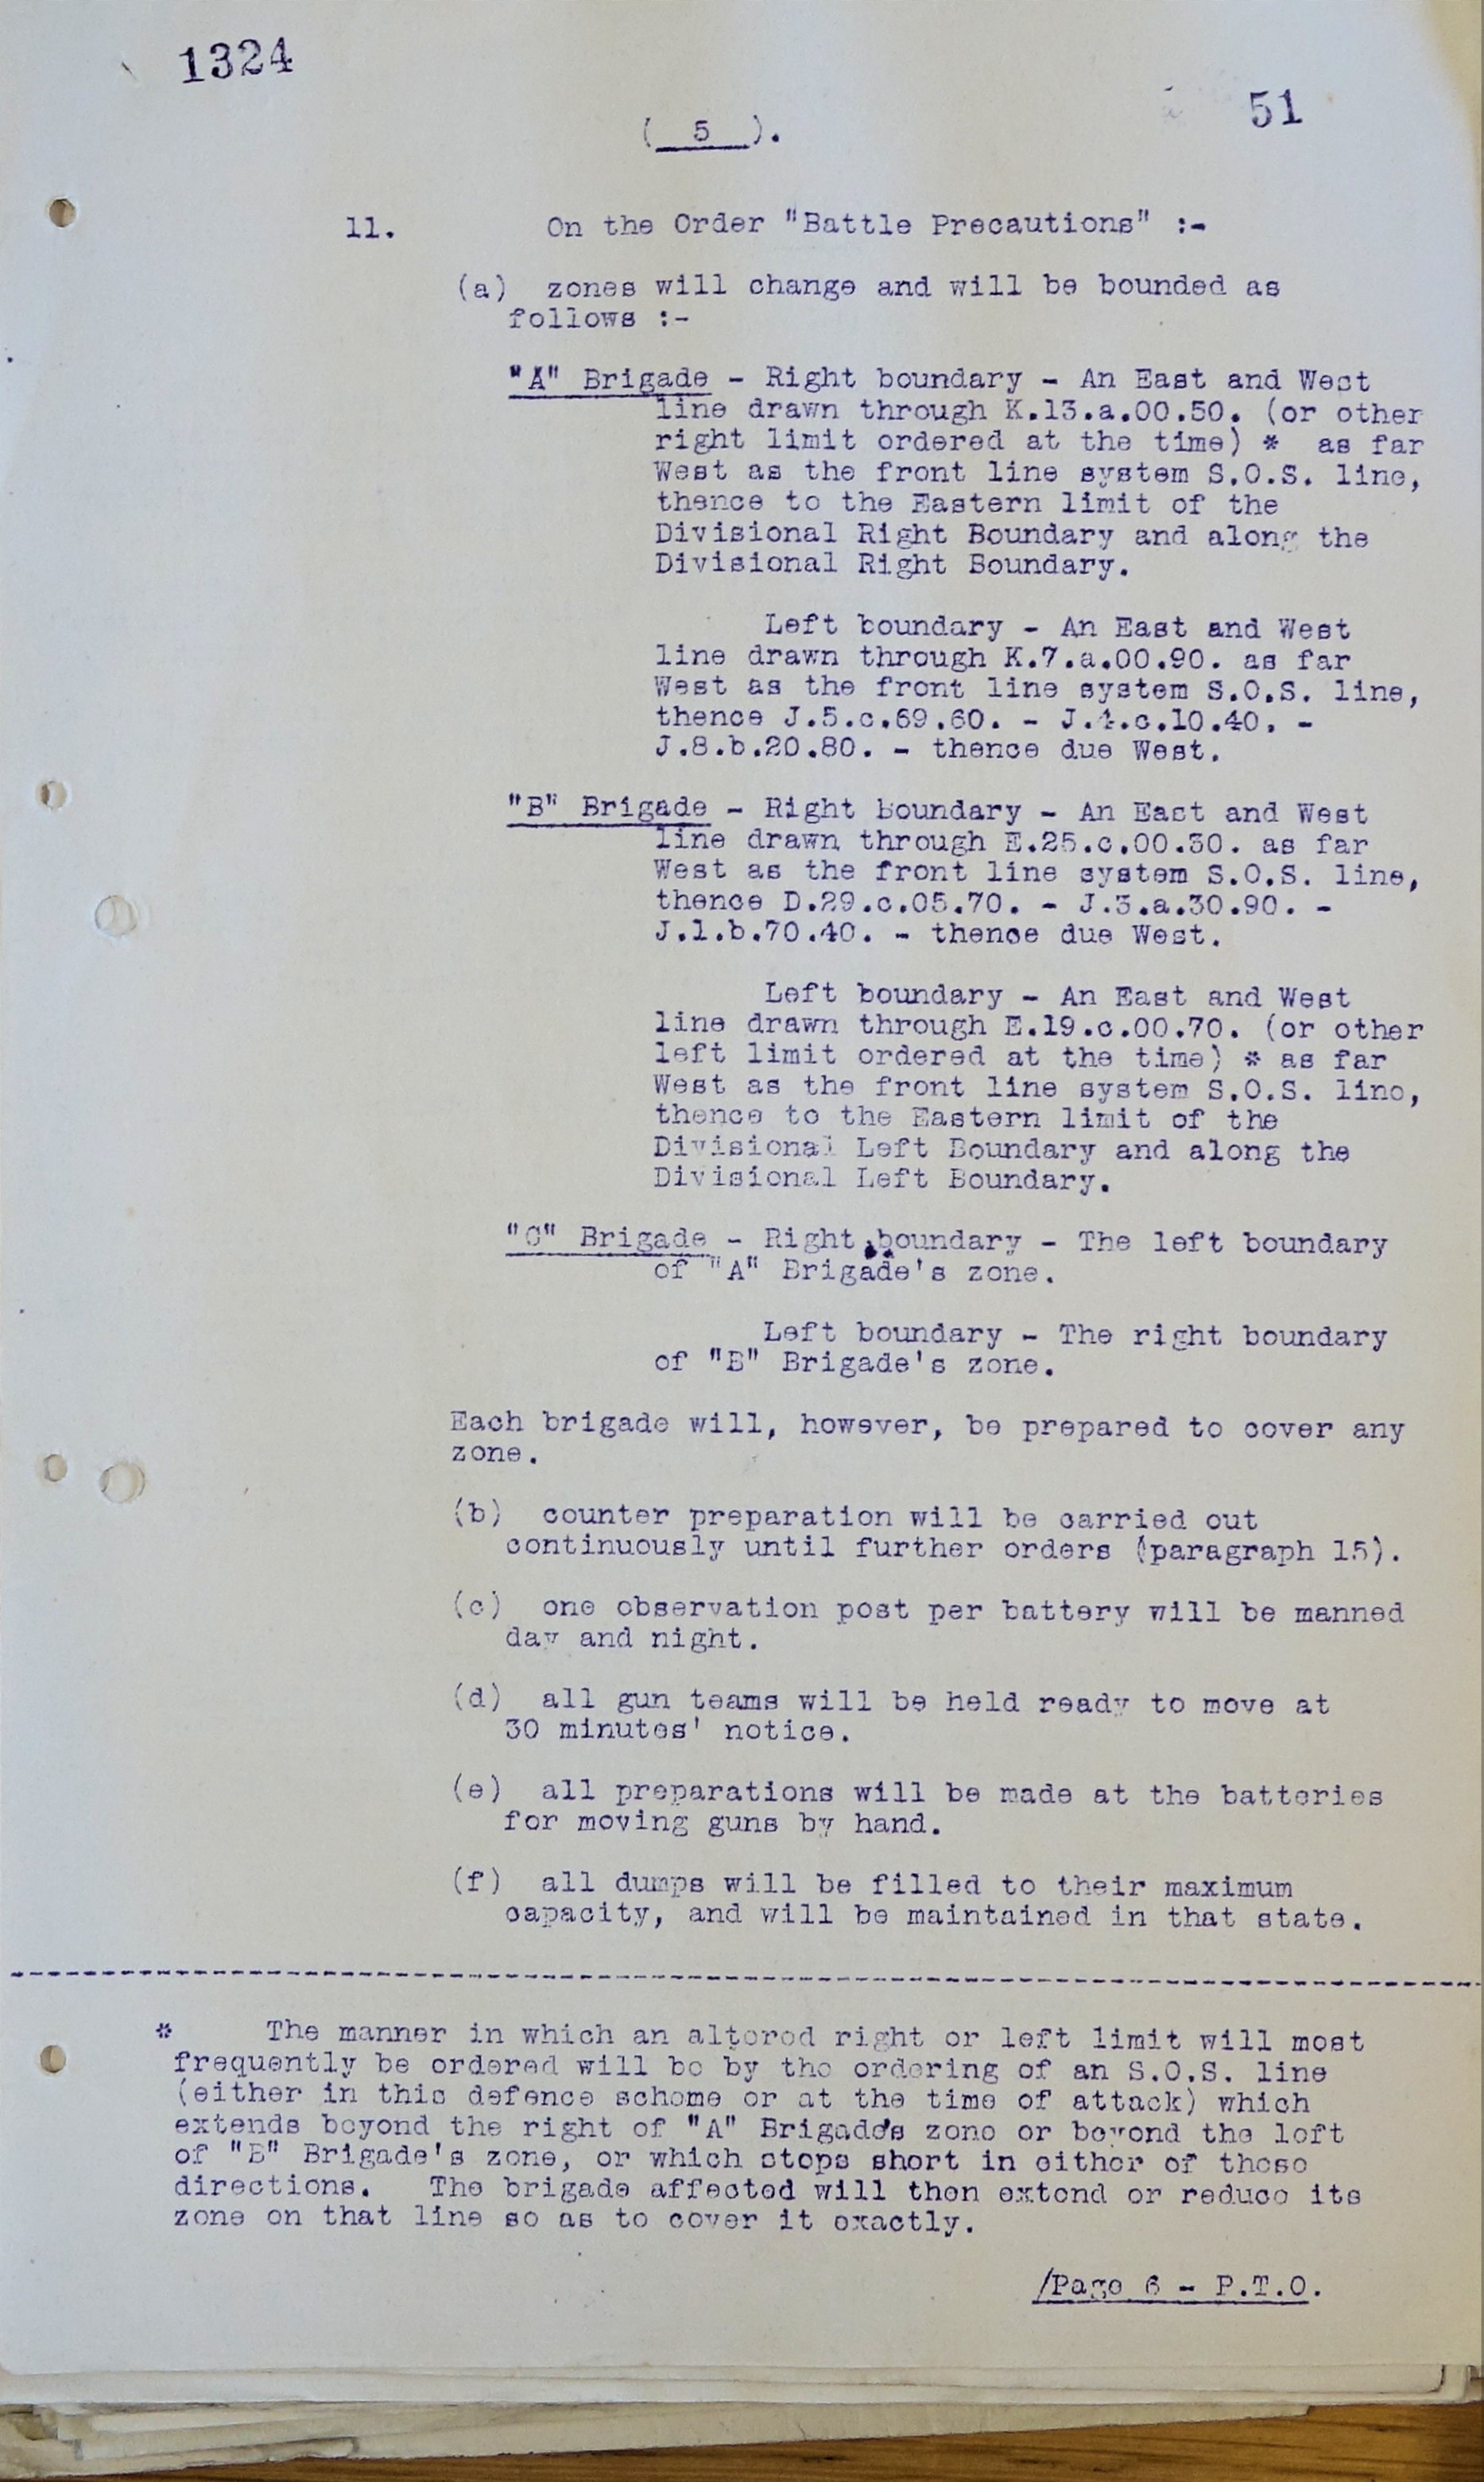 1324
51
( 5 ).
11. On the Order "Battle Precautions" :-
(a) zones will change and will be bounded as
follows :-
"A" Brigade - Right boundary - An East and West
line drawn through K.13.a.00.50. (or other
right limit ordered at the time) * as far
West as the front line system S.O.S. line,
thence to the Eastern limit of the
Divisional Right Boundary and along the
Divisional Right Boundary.
Left boundary - An East and West
line drawn through K.7.a.00.90. as far
West as the front line system S.O.S. line,
thence J.5.c.69.60. - J.4.c.10.40. -
J.8.b.20.80. - thence due West.
"B" Brigade - Right boundary - An East and West
line drawn through E.25.c.00.30. as far
West as the front line system S.O.S. line,
thence D.29.c.05.70. - J.3.a.30.90. -
J.1.b.70.40. - thence due West.
Left boundary - An East and West
line drawn through E.19.c.00.70. (or other
left limit ordered at the time) * as far
West as the front line system S.O.S. line,
thence to the Eastern limit of the
Divisional Left Boundary and along the
Divisional Left Boundary.
"C" Brigade - Right boundary - The left boundary
of "A" Brigade's zone.
Left boundary - The right boundary
of "B" Brigade's zone.
Each brigade will, however, be prepared to cover any
zone.
(b) counter preparation will be carried out
continuously until further orders (paragraph 15).
(c) one observation post per battery will be manned
day and night.
(d) all gun teams will be held ready to move at
30 minutes' notice.
(e) all preparations will be made at the batteries
for moving guns by hand.
(f) all dumps will be filled to their maximum
capacity, and will be maintained in that state.
* The manner in which an altered right or left limit will most
frequently be ordered will be by the ordering of an S.O.S. line
(either in this defence scheme or at the time of attack) which
extends beyond the right of "A" Brigade's zone or beyond the left
of "B" Brigade's zone, or which stops short in either of these
directions. The brigade affected will then extend or reduce its
zone on that line so as to cover it exactly.
/Page 6 - P.T.O.